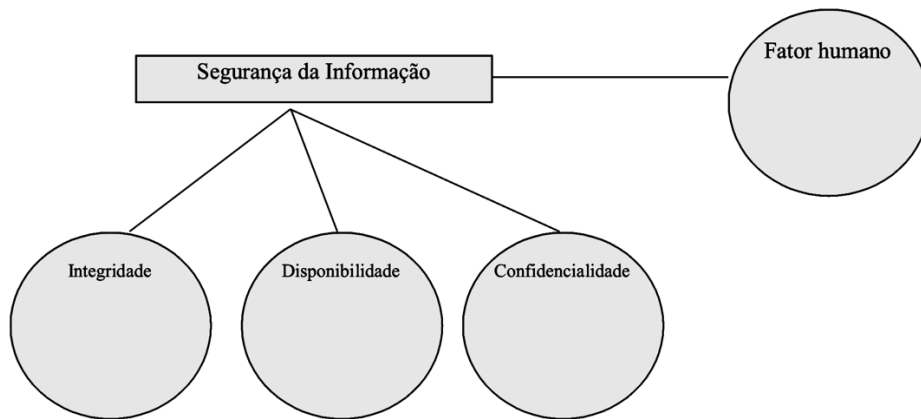 Segurança da Informação
Fator humano
Integridade
Disponibilidade
Confidencialidade